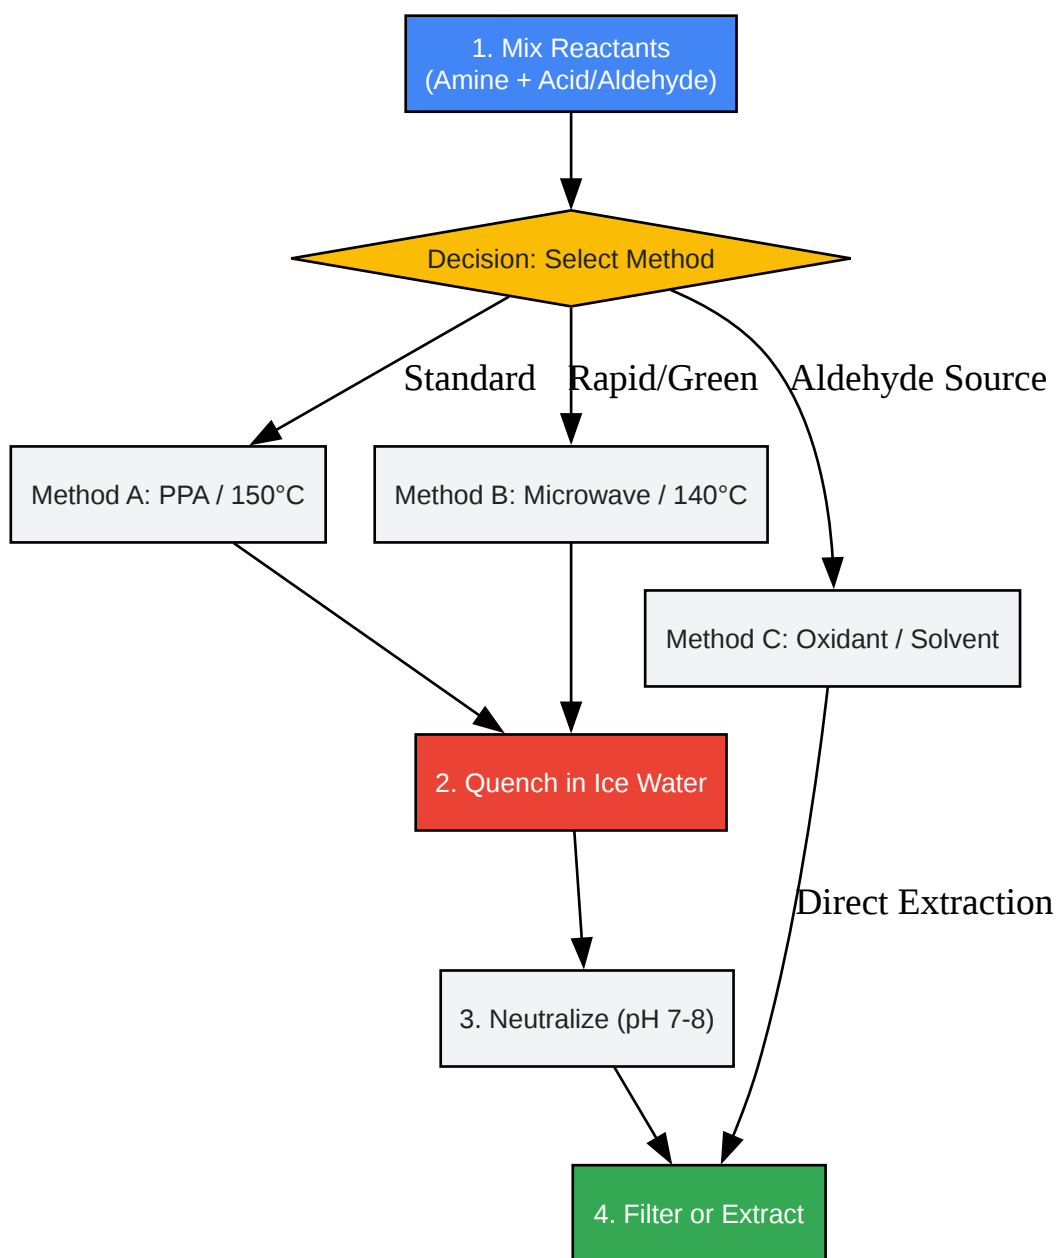 1. Mix Reactants
(Amine + Acid/Aldehyde)
Decision: Select Method
Standard
Rapid/Green
Aldehyde Source
Method A: PPA / 150°C
Method B: Microwave / 140°C
Method C: Oxidant / Solvent
2. Quench in Ice Water
Direct Extraction
3. Neutralize (pH 7-8)
4. Filter or Extract